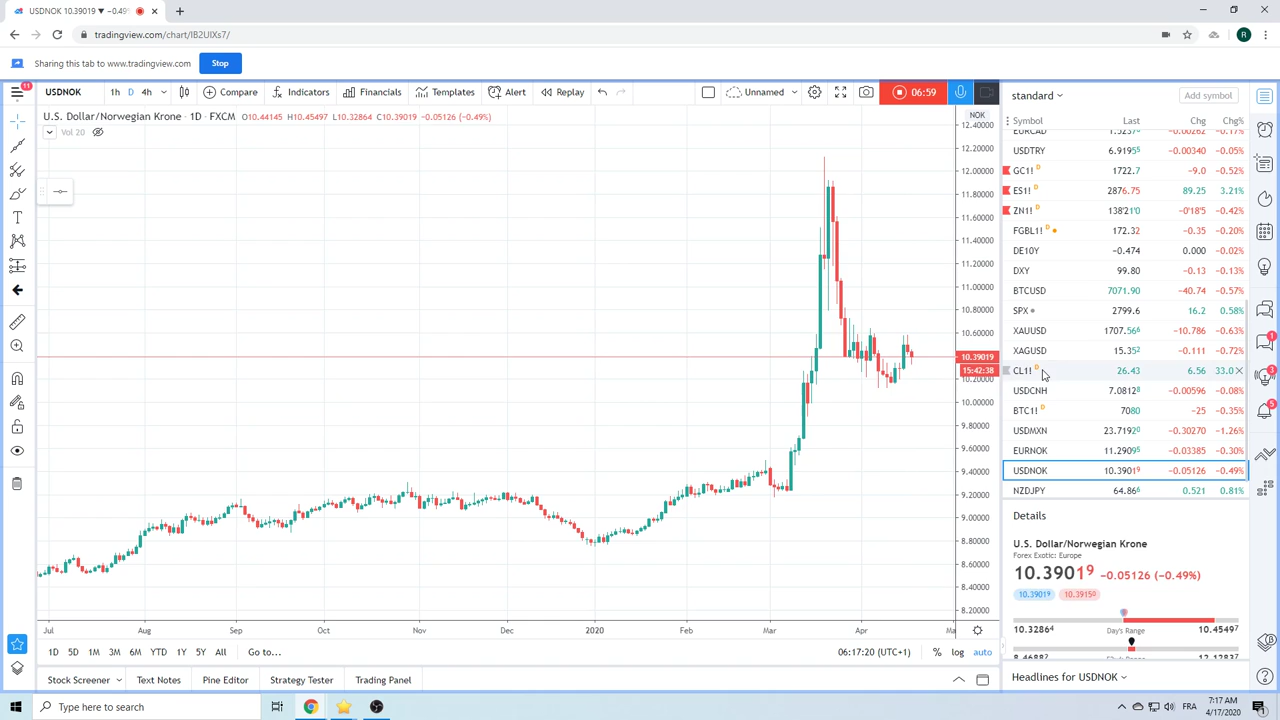 USDNOK 10.39019 ▼ −0.49%
tradingview.com/chart/IB2UIXs7/
R
Sharing this tab to www.tradingview.com Stop
11 USDNOK 1h D 4h Compare Indicators Financials Templates Alert Replay Unnamed 06:59 standard Add symbol
U.S. Dollar/Norwegian Krone · 1D · FXCM O10.44145 H10.45497 L10.32864 C10.39019 −0.05126 (−0.49%) NOK
Vol 20
Symbol Last Chg Chg%
−0.00262 −0.17%
USDTRY 6.9195⁵ −0.00340 −0.05%
GC1! D 1722.7 −9.0 −0.52%
ES1! D 2876.75 89.25 3.21%
ZN1! D 138'21'0 −0'18'5 −0.42%
FGBL1! D 172.32 −0.35 −0.20%
DE10Y −0.474 0.000 −0.02%
DXY 99.80 −0.13 −0.13%
BTCUSD 7071.90 −40.74 −0.57%
SPX 2799.6 16.2 0.58%
XAUUSD 1707.56⁶ −10.786 −0.63%
XAGUSD 15.35² −0.111 −0.72%
CL1! D 26.43 6.56 33.0
USDCNH 7.0812⁸ −0.00596 −0.08%
BTC1! D 7080 −25 −0.35%
USDMXN 23.7192⁰ −0.30270 −1.26%
EURNOK 11.2909⁵ −0.03385 −0.30%
USDNOK 10.3901⁹ −0.05126 −0.49%
NZDJPY 64.86⁶ 0.521 0.81%
12.40000
12.20000
12.00000
11.80000
11.60000
11.40000
11.20000
11.00000
10.80000
10.60000
10.39019
15:42:38
10.20000
10.00000
9.80000
9.60000
9.40000
9.20000
9.00000
8.80000
8.60000
8.40000
8.20000
Details
U.S. Dollar/Norwegian Krone
Forex Exotic: Europe
10.3901⁹ −0.05126 (−0.49%)
10.3901⁹ 10.3915⁰
10.3286⁴ Day's Range 10.4549⁷
Headlines for USDNOK
1
3
5
Jul Aug Sep Oct Nov Dec 2020 Feb Mar Apr
1D 5D 1M 3M 6M YTD 1Y 5Y All Go to... 06:17:20 (UTC+1) % log auto
Stock Screener Text Notes Pine Editor Strategy Tester Trading Panel
Type here to search FRA 7:17 AM
4/17/2020
1